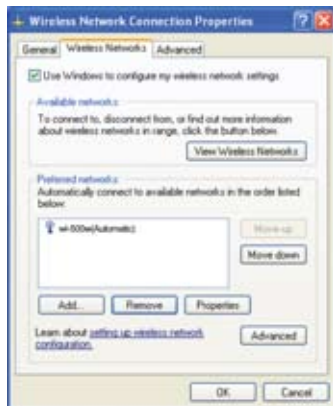 Wireless Network Connection Properties
General
Wireless Networks
Advanced
Use Windows to configure my wireless network settings
Available networks:
To connect to, disconnect from, or find out more information
about wireless networks in range, click the button below.
View Wireless Networks
Preferred networks:
Automatically connect to available networks in the order listed
below:
(Automatic)
Move up
Move down
Add...
Remove
Properties
Learn about setting up wireless network
configuration.
Advanced
OK
Cancel